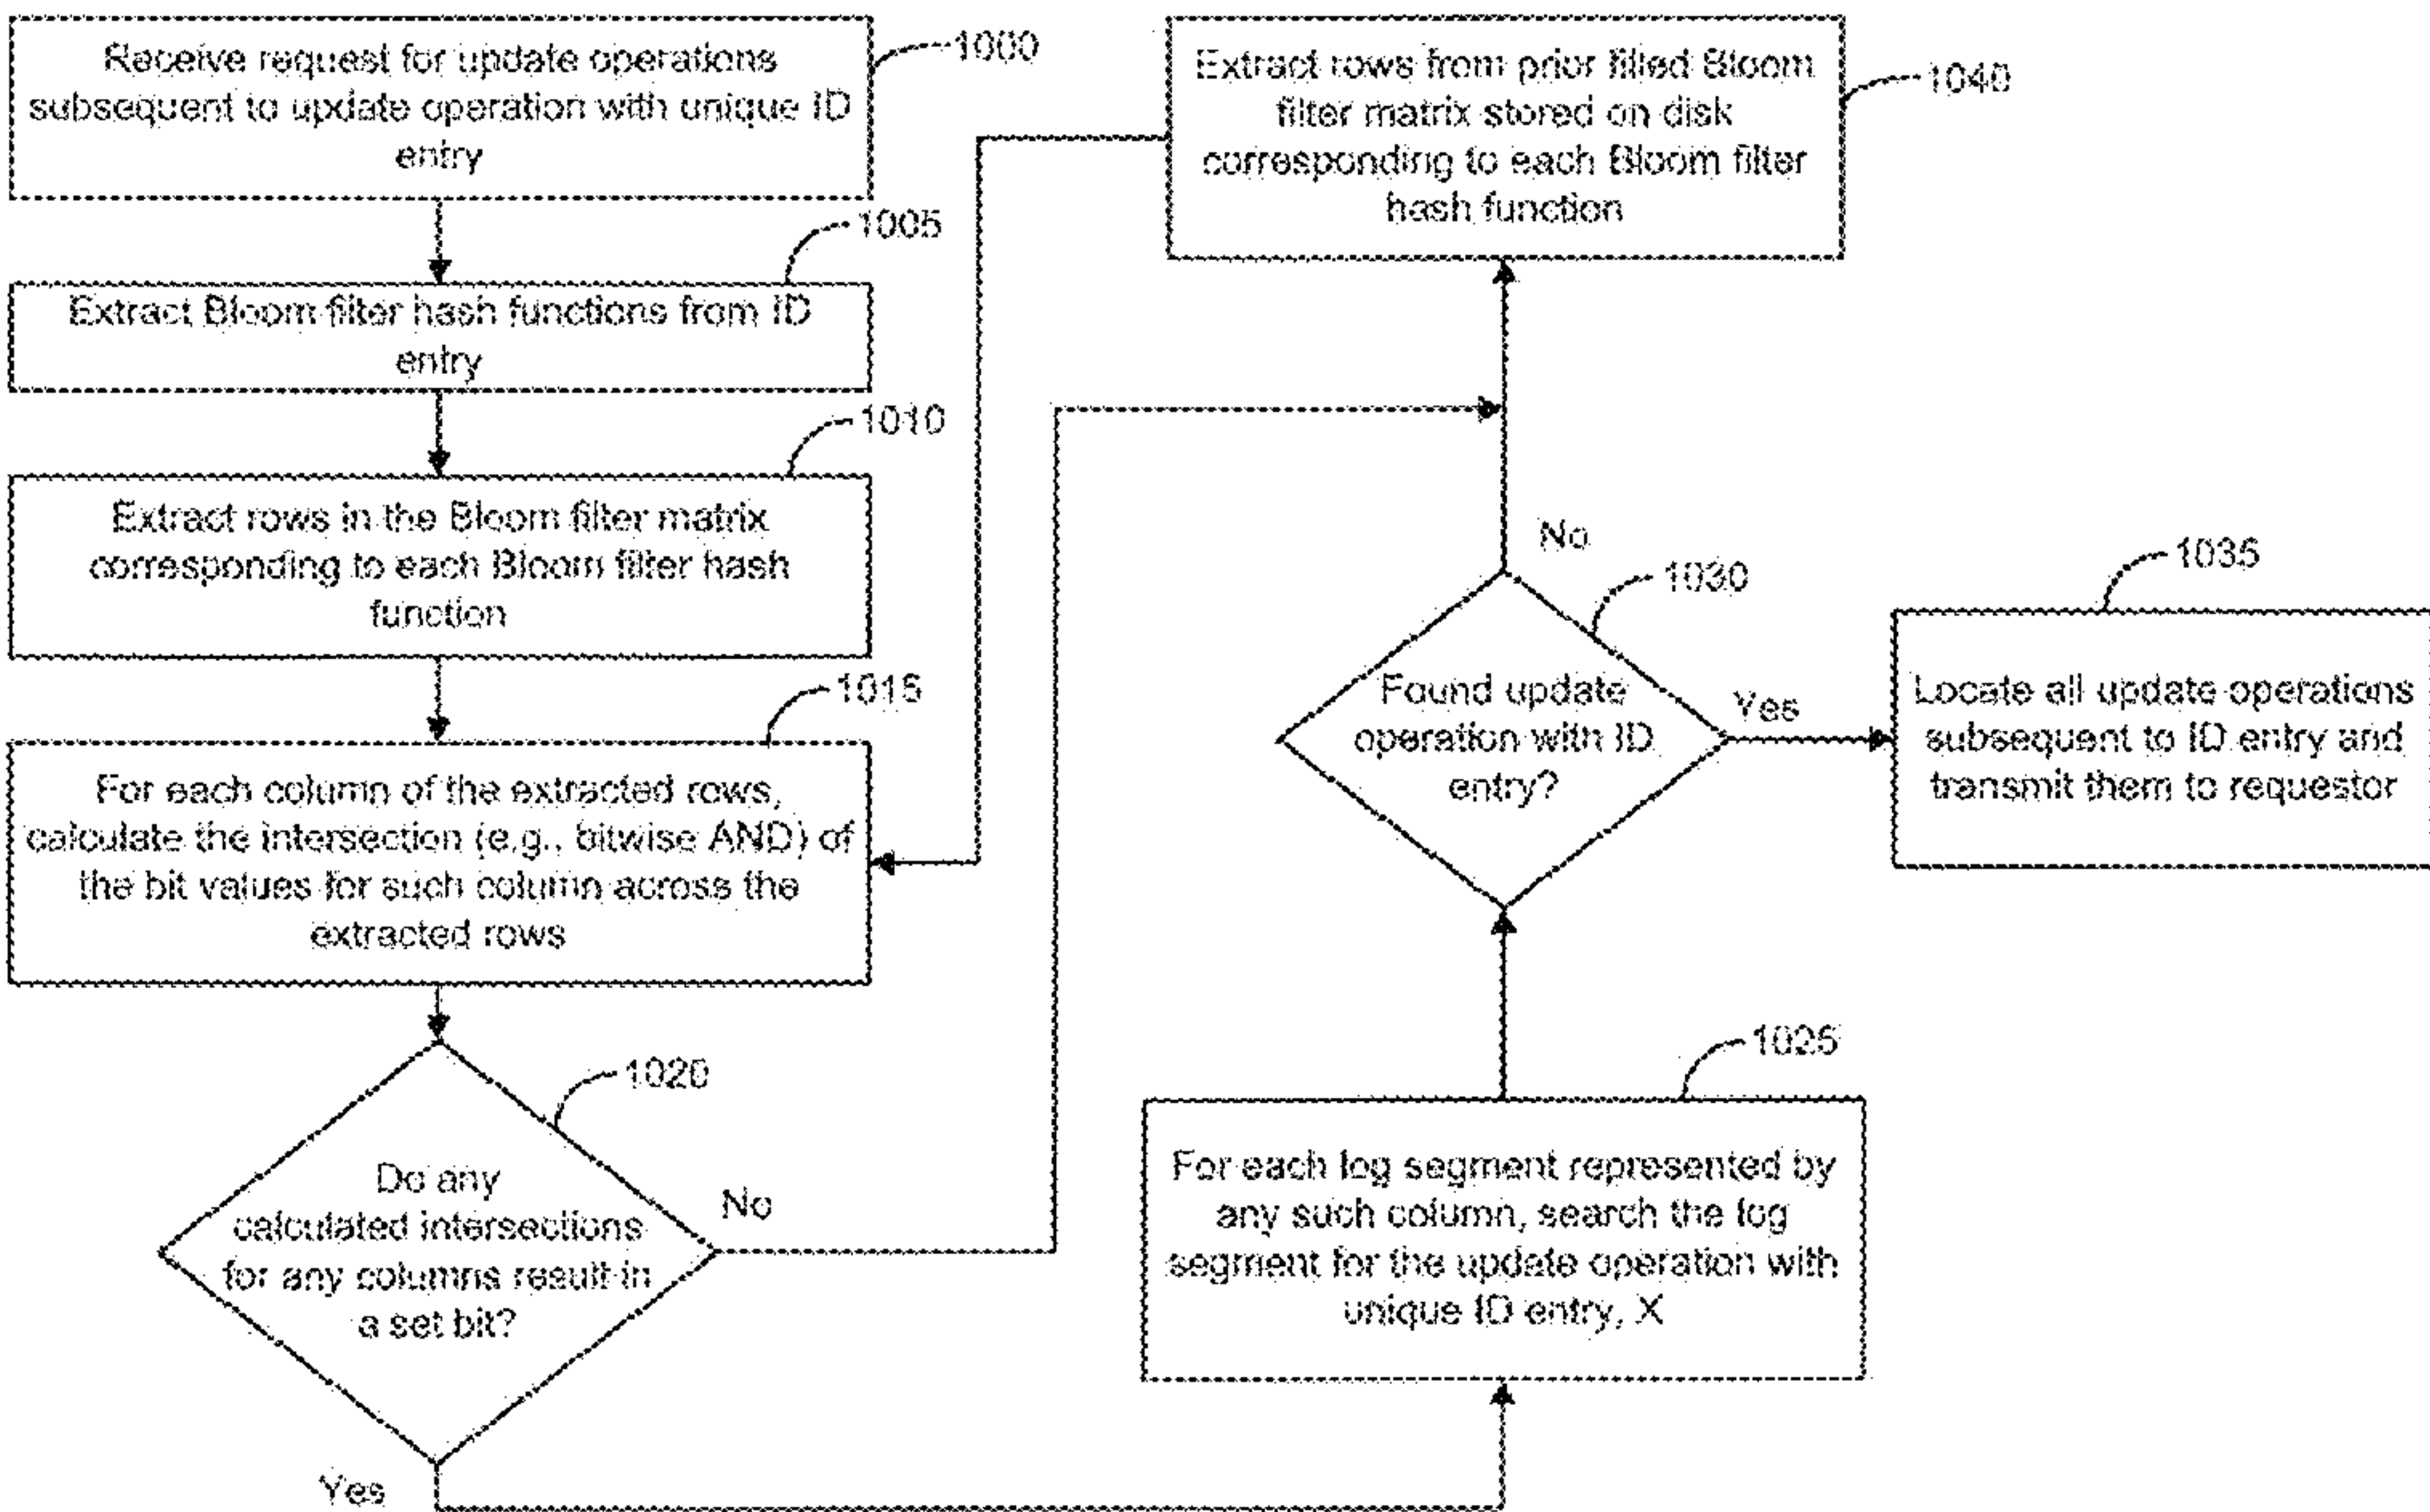 Receive request for update operations
subsequent to update operation with unique ID
entry
1000
1005
Extract Bloom filter hash functions from ID
entry
1010
Extract rows in the Bloom filter matrix
corresponding to each Bloom filter hash
function
1015
For each column of the extracted rows,
calculate the intersection (e.g., bitwise AND) of
the bit values for such column across the
extracted rows
1020
Do any
calculated intersections
for any columns result in
a set bit?
No
Yes
1025
For each log segment represented by
any such column, search the log
segment for the update operation with
unique ID entry, X
1030
Found update
operation with ID
entry?
No
Yes
1035
Locate all update operations
subsequent to ID entry and
transmit them to requestor
1040
Extract rows from prior filled Bloom
filter matrix stored on disk
corresponding to each Bloom filter
hash function